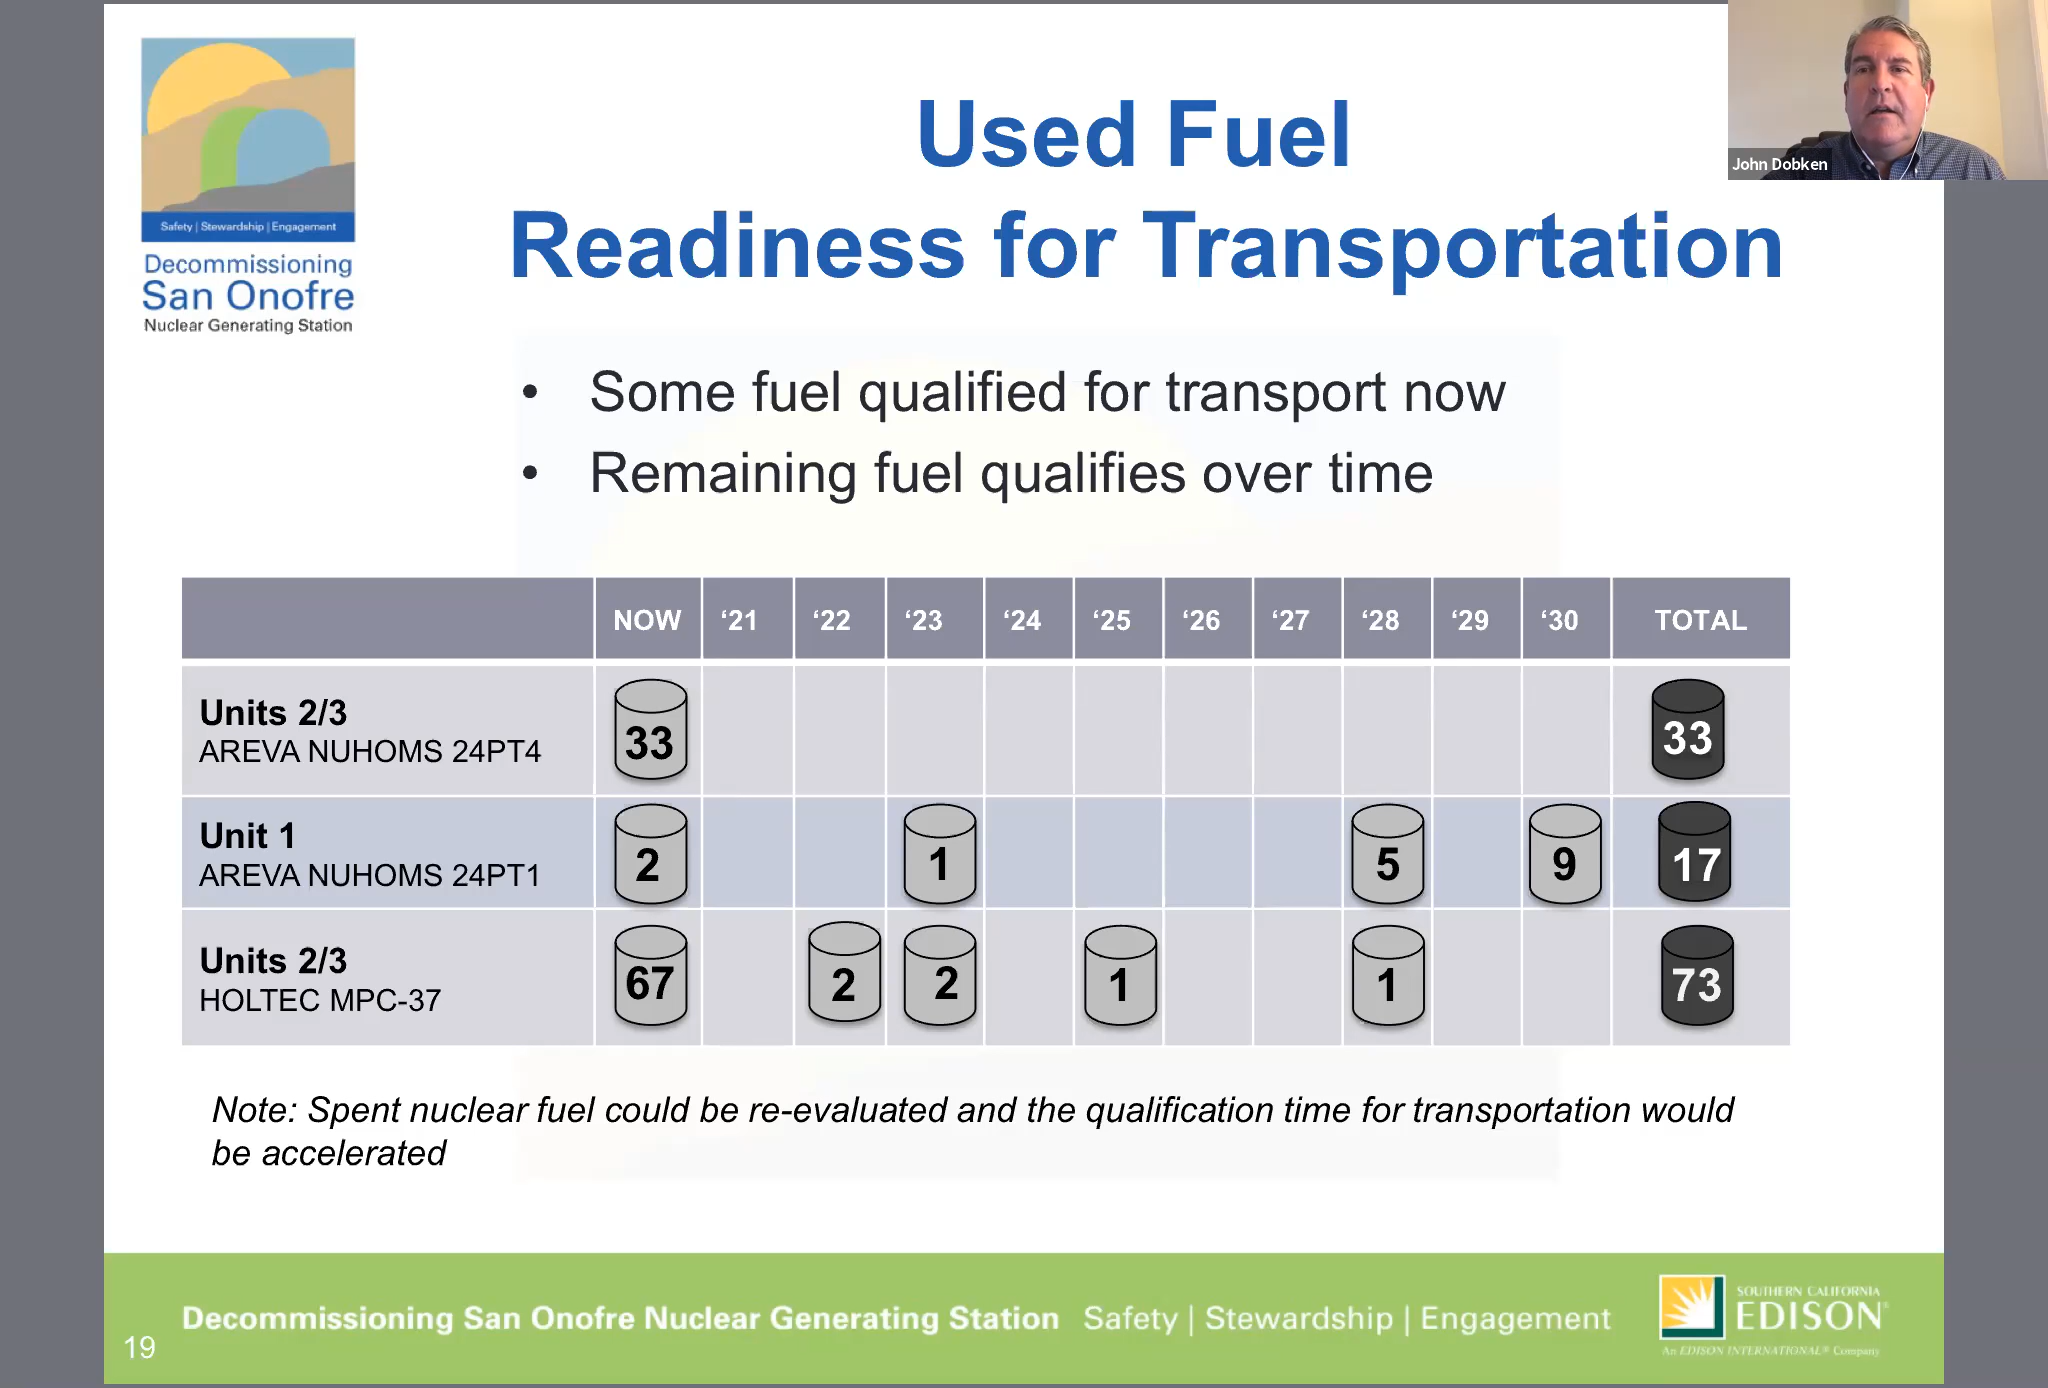 Safety | Stewardship | Engagement
Decommissioning
San Onofre
Nuclear Generating Station
John Dobken
Used Fuel
Readiness for Transportation
• Some fuel qualified for transport now
• Remaining fuel qualifies over time
NOW ‘21 ‘22 ‘23 ‘24 ‘25 ‘26 ‘27 ‘28 ‘29 ‘30 TOTAL
Units 2/3
AREVA NUHOMS 24PT4
33 33
Unit 1
AREVA NUHOMS 24PT1
2 1 5 9 17
Units 2/3
HOLTEC MPC-37
67 2 2 1 1 73
Note: Spent nuclear fuel could be re-evaluated and the qualification time for transportation would
be accelerated
Decommissioning San Onofre Nuclear Generating Station Safety | Stewardship | Engagement
SOUTHERN CALIFORNIA
EDISON®
An EDISON INTERNATIONAL® Company
19